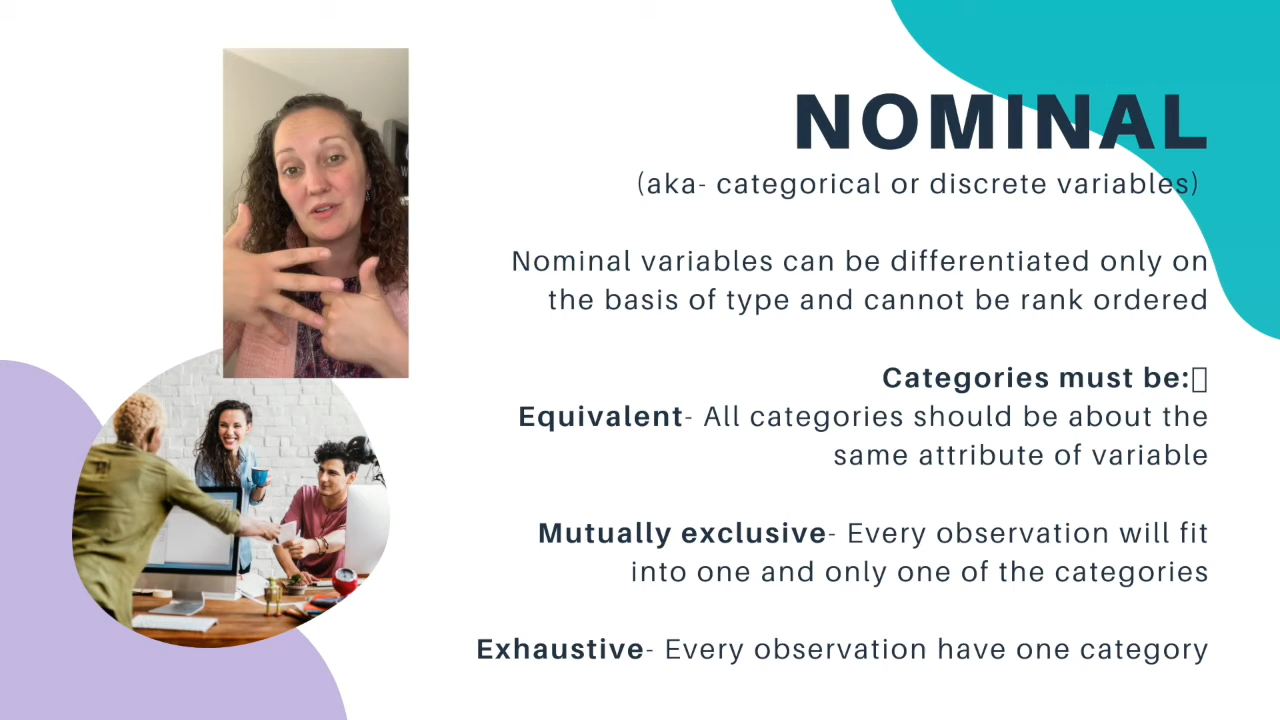 NOMINAL
(aka- categorical or discrete variables)
Nominal variables can be differentiated only on
the basis of type and cannot be rank ordered
Categories must be:
Equivalent- All categories should be about the
same attribute of variable
Mutually exclusive- Every observation will fit
into one and only one of the categories
Exhaustive- Every observation have one category